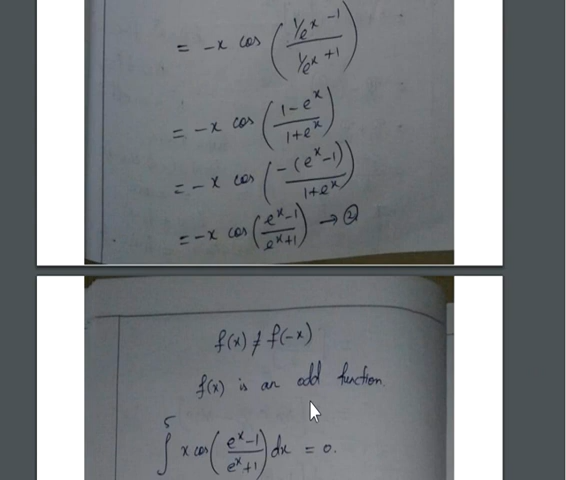 = -x cos ( (1/e^x - 1) / (1/e^x + 1) )
= -x cos ( (1 - e^x) / (1 + e^x) )
= -x cos ( (-(e^x - 1)) / (1 + e^x) )
= -x cos ( (e^x - 1) / (e^x + 1) ) → ②
f(x) ≠ f(-x)
f(x) is an odd function.
∫^5 x cos ( (e^x - 1) / (e^x + 1) ) dx = 0.